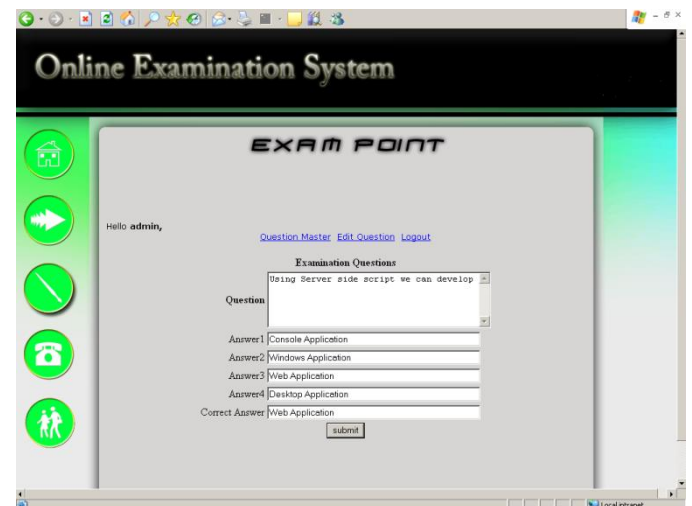 Online Examination System
EXAM POINT
Hello admin,
Question Master Edit Question Logout
Examination Questions
Question Using Server side script we can develop
Answer1 Console Application
Answer2 Windows Application
Answer3 Web Application
Answer4 Desktop Application
Correct Answer Web Application
submit
Local intranet